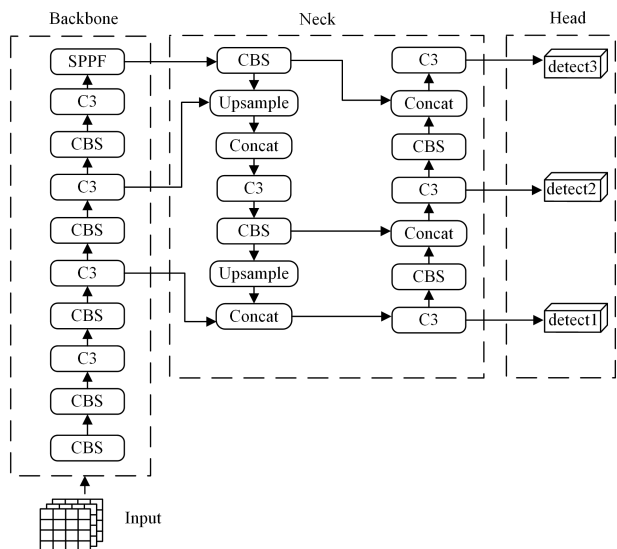 Backbone
Neck
Head
SPPF
C3
CBS
C3
CBS
C3
CBS
C3
CBS
CBS
CBS
Upsample
Concat
C3
CBS
Upsample
Concat
C3
Concat
CBS
C3
Concat
CBS
C3
detect3
detect2
detect1
Input